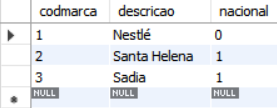 codmarca descricao nacional
1 Nestlé 0
2 Santa Helena 1
3 Sadia 1
NULL NULL NULL